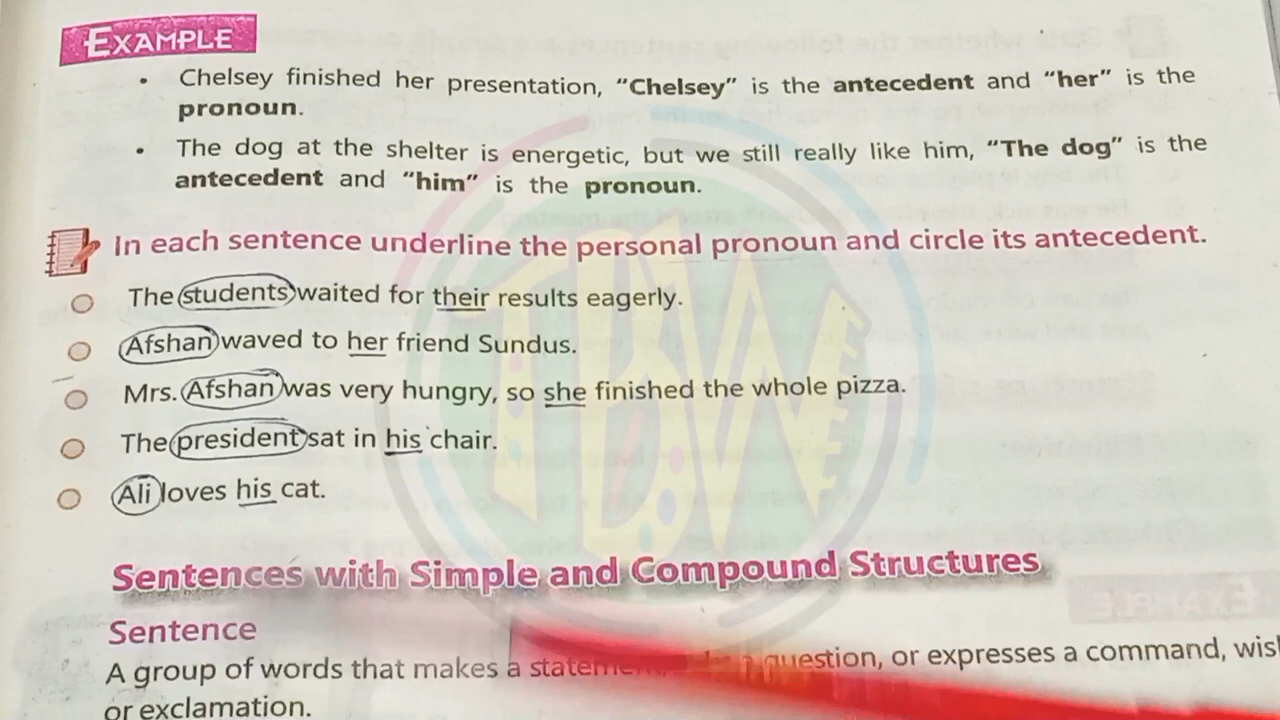 EXAMPLE
• Chelsey finished her presentation, “Chelsey” is the antecedent and “her” is the
pronoun.
• The dog at the shelter is energetic, but we still really like him, “The dog” is the
antecedent and “him” is the pronoun.
In each sentence underline the personal pronoun and circle its antecedent.
The students waited for their results eagerly.
Afshan waved to her friend Sundus.
Mrs. Afshan was very hungry, so she finished the whole pizza.
The president sat in his chair.
Ali loves his cat.
Sentences with Simple and Compound Structures
Sentence
A group of words that makes a question, or expresses a command,
or exclamation.